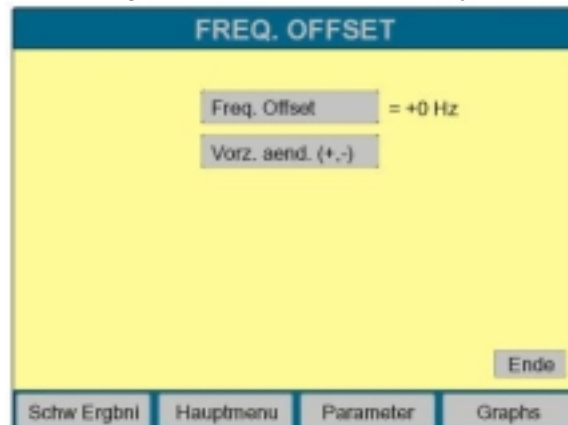 FREQ. OFFSET
Freq. Offset = +0 Hz
Vorz. aend. (+,-)
Ende
Schw Ergbni Hauptmenu Parameter Graphs